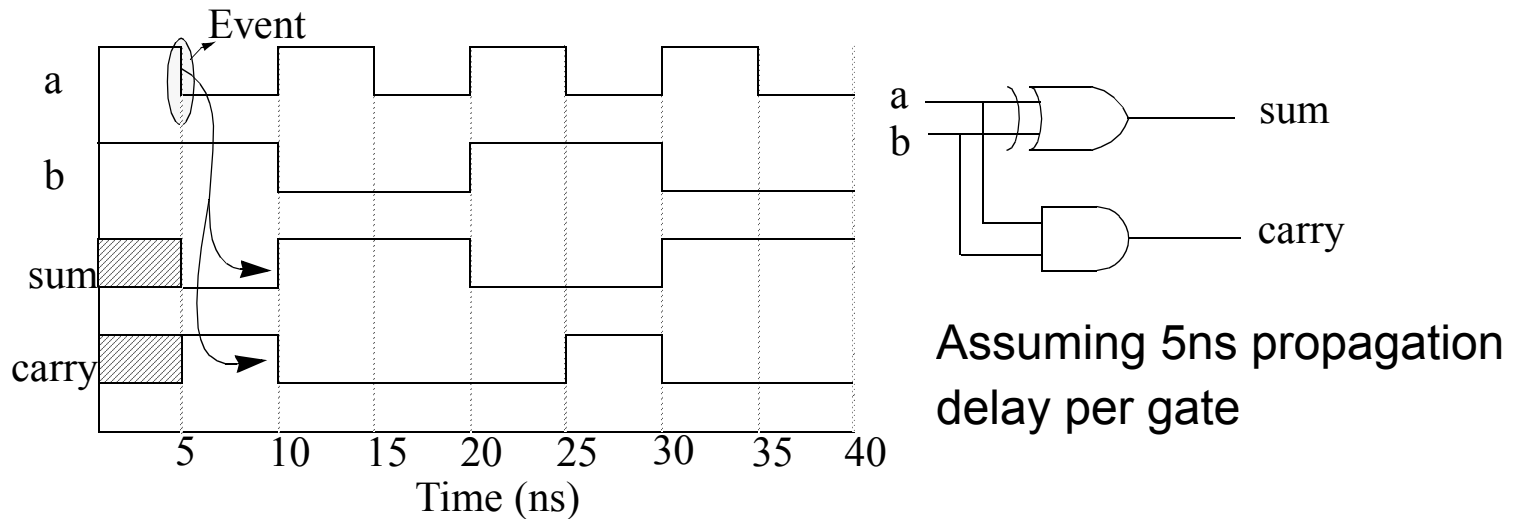 Event
a
b
sum
carry
5 10 15 20 25 30 35 40
Time (ns)
a
b
sum
carry
Assuming 5ns propagation
delay per gate